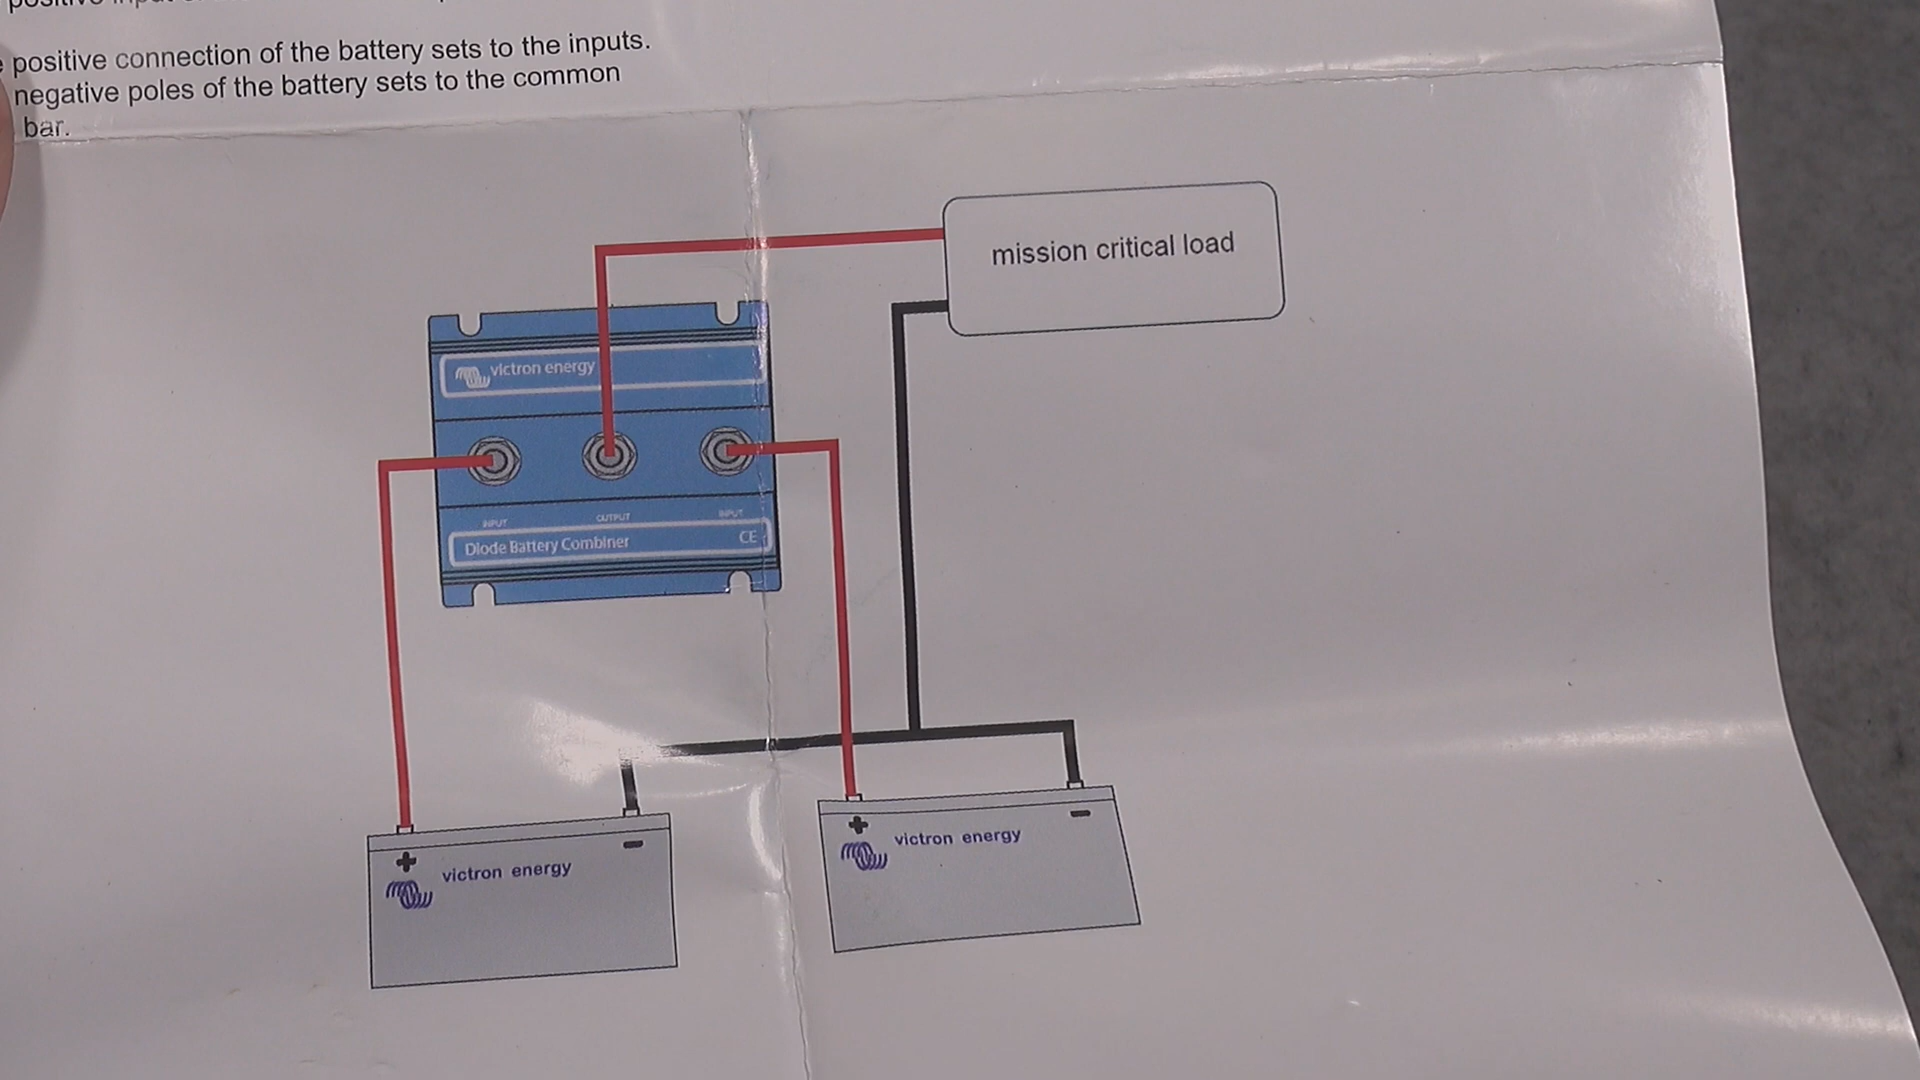 positive connection of the battery sets to the inputs.
negative poles of the battery sets to the common
bar.
mission critical load
victron energy
INPUT OUTPUT INPUT
Diode Battery Combiner CE
+ -
victron energy
+ -
victron energy